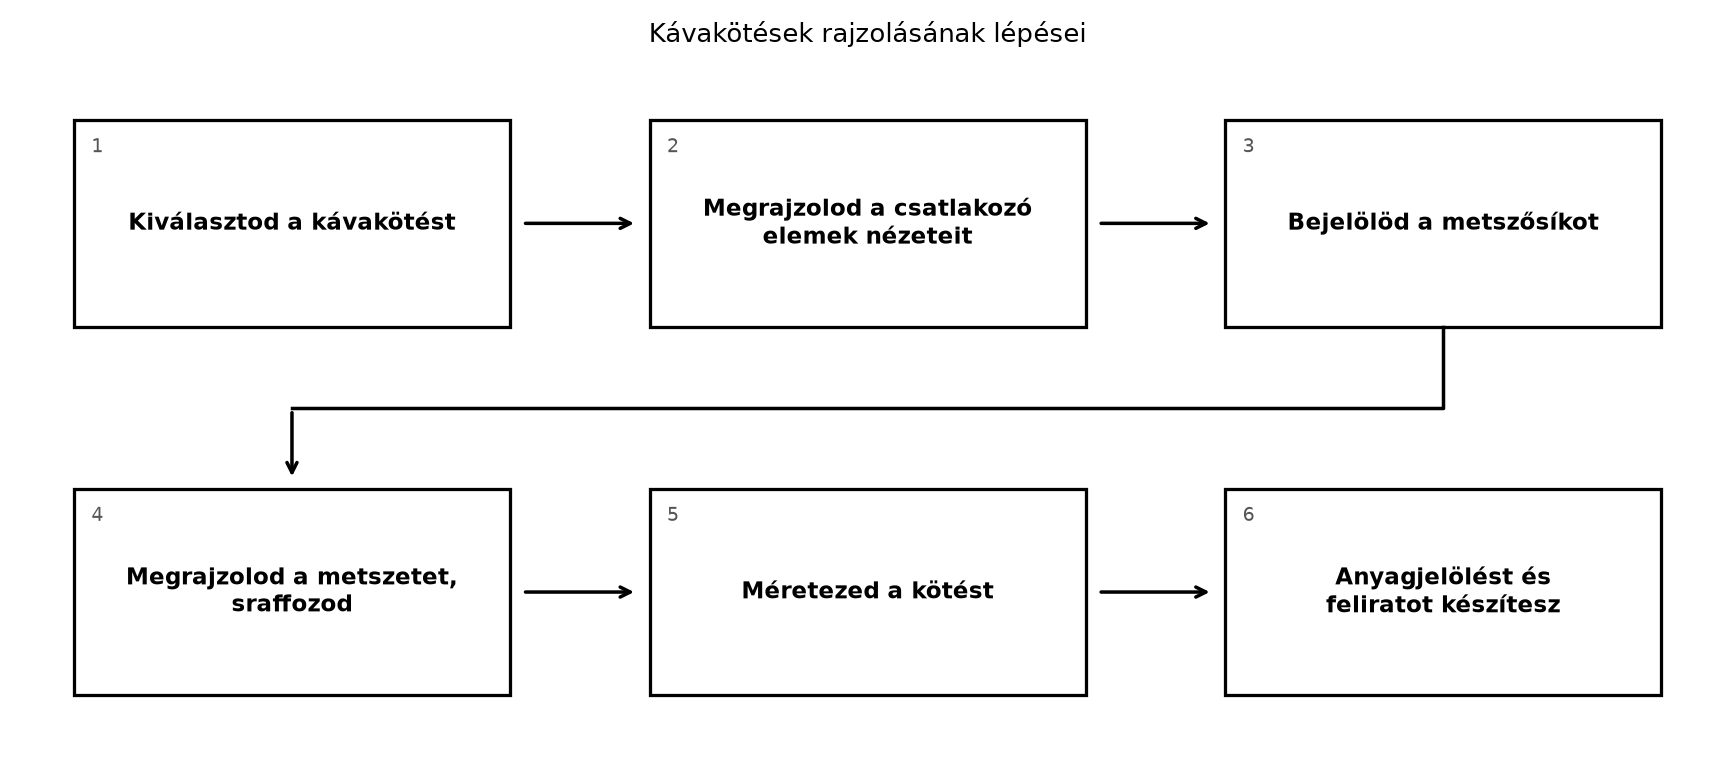 Kávakötések rajzolásának lépései
1
Kiválasztod a kávakötést
2
Megrajzolod a csatlakozó
elemek nézeteit
3
Bejelölöd a metszősíkot
4
Megrajzolod a metszetet,
sraffozod
5
Méretezed a kötést
6
Anyagjelölést és
feliratot készítesz